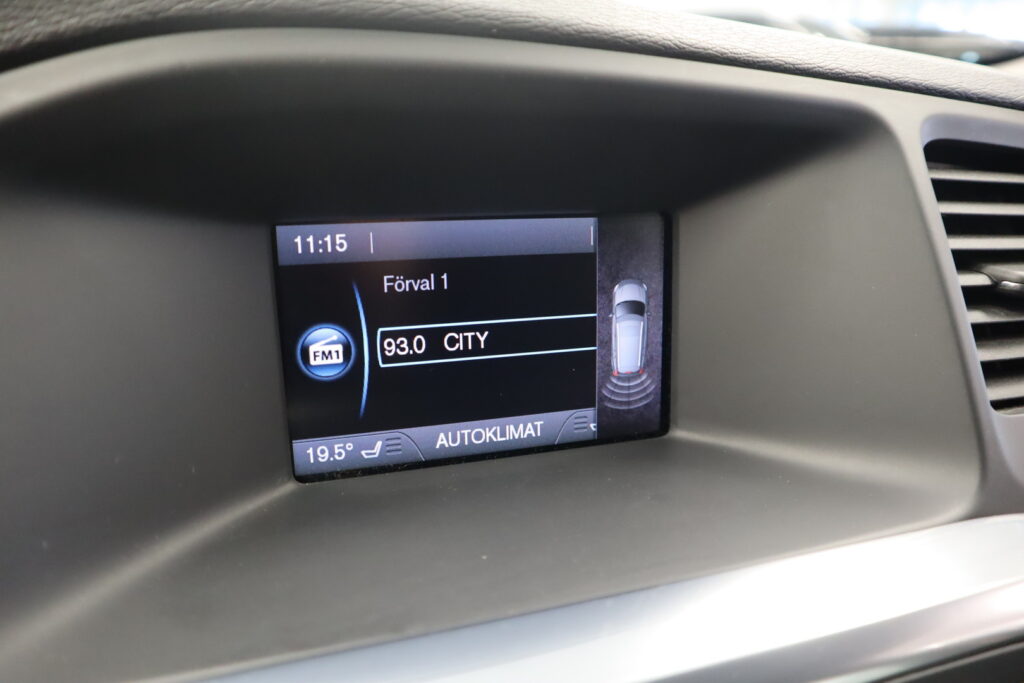 11:15
Förval 1
FM1
93.0 CITY
19.5° AUTOKLIMAT